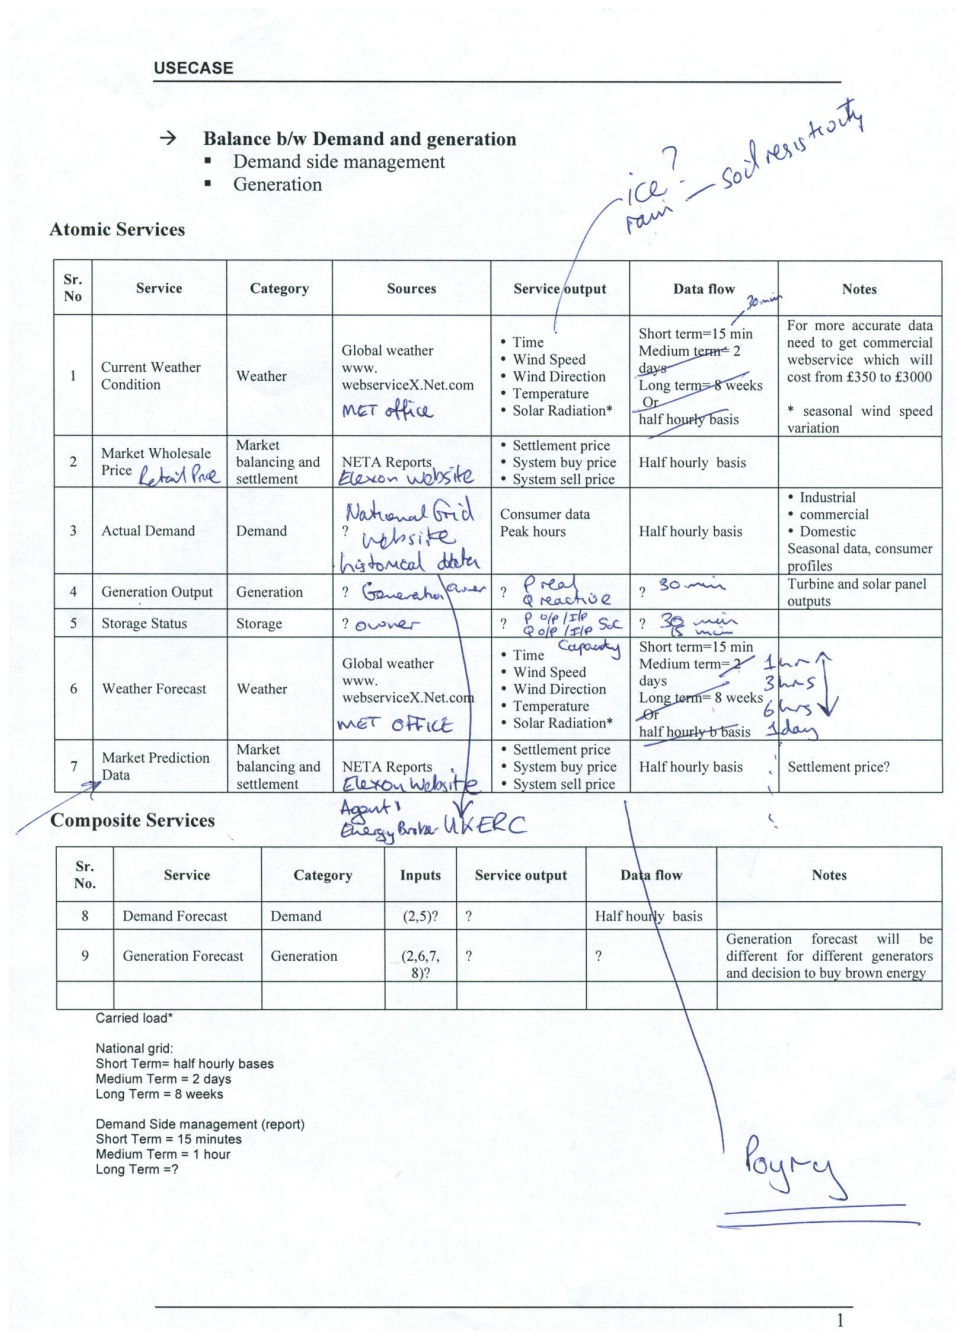 USECASE
→ Balance b/w Demand and generation
▪ Demand side management
▪ Generation
ice?
rain — soil resistivity
Atomic Services
Sr. No | Service | Category | Sources | Service output | Data flow | Notes
30 min
1 | Current Weather Condition | Weather | Global weather www. webserviceX.Net.com MET office | • Time • Wind Speed • Wind Direction • Temperature • Solar Radiation* | Short term=15 min Medium term= 2 days Long term= 8 weeks Or half hourly basis | For more accurate data need to get commercial webservice which will cost from £350 to £3000 * seasonal wind speed variation
2 | Market Wholesale Price Retail Price | Market balancing and settlement | NETA Reports Elexon Website | • Settlement price • System buy price • System sell price | Half hourly basis |
3 | Actual Demand | Demand | ? National Grid website historical data | Consumer data Peak hours | Half hourly basis | • Industrial • commercial • Domestic Seasonal data, consumer profiles
4 | Generation Output | Generation | ? Generation owner | ? P real Q reactive | ? 30 min | Turbine and solar panel outputs
5 | Storage Status | Storage | ? owner | ? P O/P / I/P Q O/P / I/P SoC Capacity | ? 30 min 15 min |
6 | Weather Forecast | Weather | Global weather www. webserviceX.Net.com MET OFFICE | • Time • Wind Speed • Wind Direction • Temperature • Solar Radiation* | Short term=15 min Medium term= 2 days Long term= 8 weeks Or half hourly b basis | 1hr 3hrs 6hrs 1day
7 | Market Prediction Data | Market balancing and settlement | NETA Reports Elexon Website | • Settlement price • System buy price • System sell price | Half hourly basis | Settlement price?
Agent
Energy Broker UKERC
Composite Services
Sr. No. | Service | Category | Inputs | Service output | Data flow | Notes
8 | Demand Forecast | Demand | (2,5)? | ? | Half hourly basis |
9 | Generation Forecast | Generation | (2,6,7, 8)? | ? | ? | Generation forecast will be different for different generators and decision to buy brown energy
Carried load*
National grid:
Short Term= half hourly bases
Medium Term = 2 days
Long Term = 8 weeks
Demand Side management (report)
Short Term = 15 minutes
Medium Term = 1 hour
Long Term =?
Poyry
1